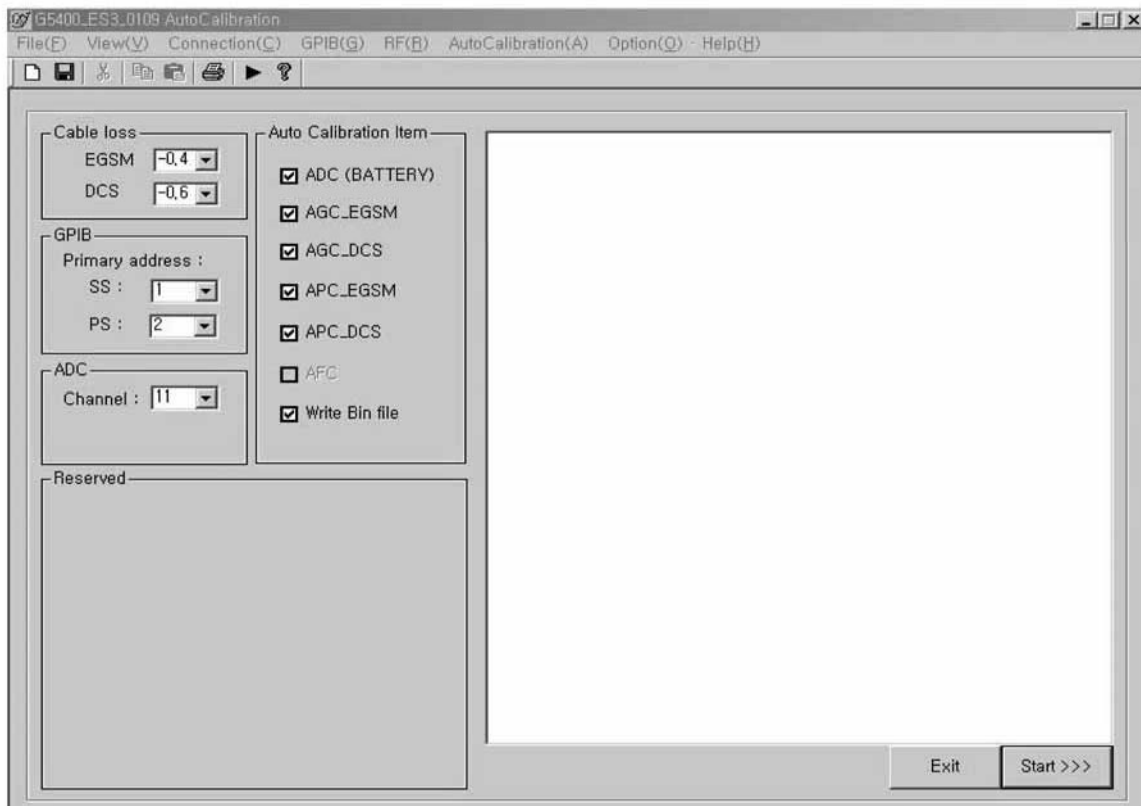 G5400_ES3_0109 AutoCalibration
File(F) View(V) Connection(C) GPIB(G) RF(R) AutoCalibration(A) Option(O) Help(H)
Cable loss
EGSM -0,4
DCS -0,6
GPIB
Primary address :
SS : 1
PS : 2
ADC
Channel : 11
Auto Calibration Item
ADC (BATTERY)
AGC_EGSM
AGC_DCS
APC_EGSM
APC_DCS
AFC
Write Bin file
Reserved
Exit
Start >>>